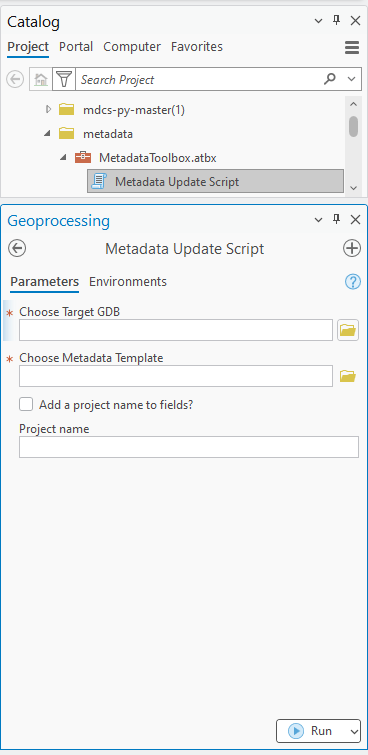 Catalog
Project Portal Computer Favorites
Search Project
mdcs-py-master(1)
metadata
MetadataToolbox.atbx
Metadata Update Script
Geoprocessing
Metadata Update Script
Parameters Environments
?
* Choose Target GDB
* Choose Metadata Template
Add a project name to fields?
Project name
Run